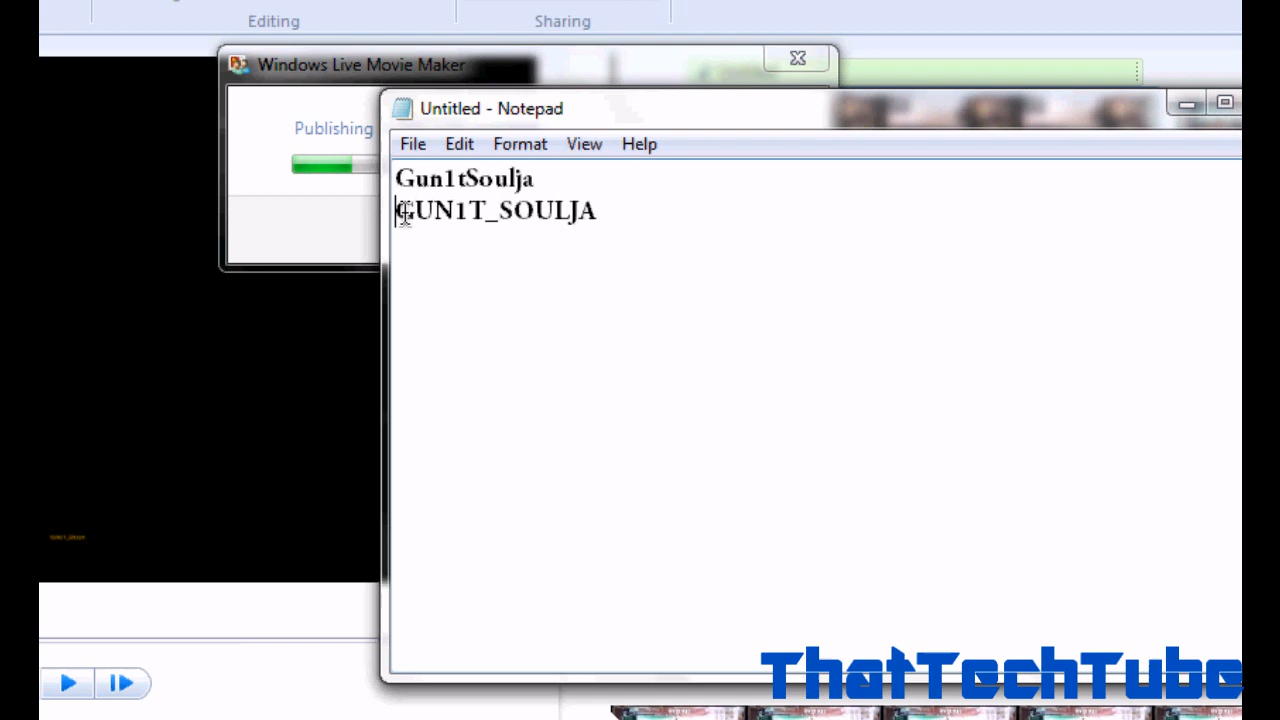 Editing
Sharing
Windows Live Movie Maker
Publishing
Untitled - Notepad
File Edit Format View Help
Gun1tSoulja
GUN1T_SOULJA
ThatTechTube